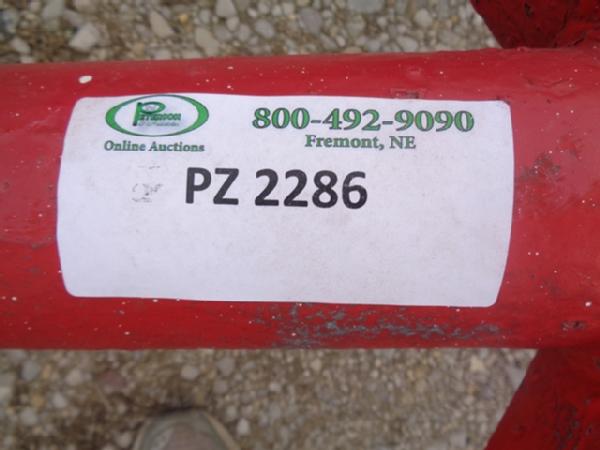 PETERSON
Online Auctions
800-492-9090
Fremont, NE
PZ 2286